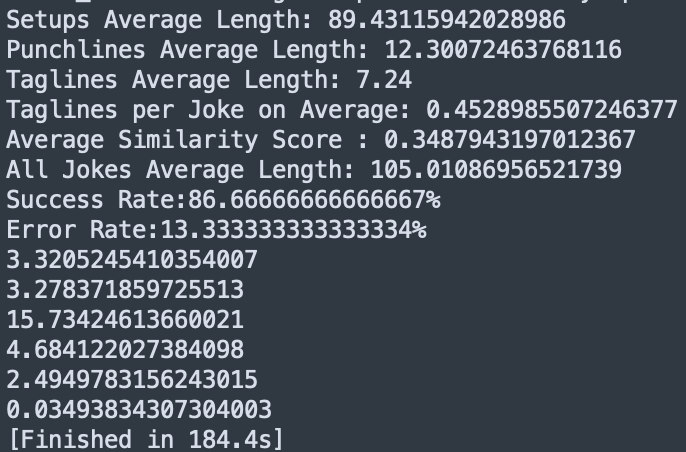 Setups Average Length: 89.43115942028986
Punchlines Average Length: 12.30072463768116
Taglines Average Length: 7.24
Taglines per Joke on Average: 0.4528985507246377
Average Similarity Score : 0.3487943197012367
All Jokes Average Length: 105.01086956521739
Success Rate:86.66666666666667%
Error Rate:13.333333333333334%
3.3205245410354007
3.278371859725513
15.73424613660021
4.684122027384098
2.4949783156243015
0.03493834307304003
[Finished in 184.4s]